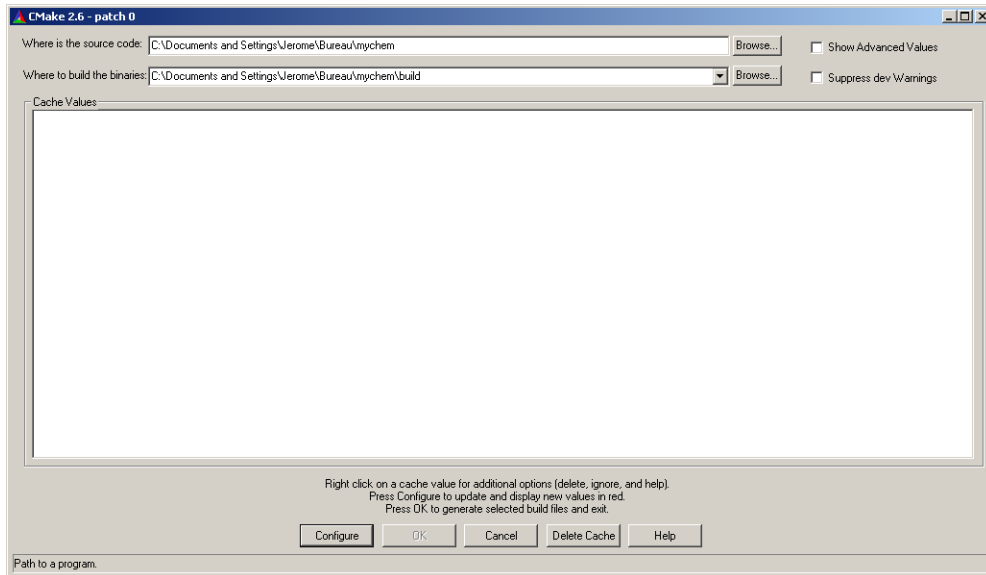 CMake 2.6 - patch 0
Where is the source code: C:\Documents and Settings\Jerome\Bureau\mychem Browse... Show Advanced Values
Where to build the binaries: C:\Documents and Settings\Jerome\Bureau\mychem\build Browse... Suppress dev Warnings
Cache Values
Right click on a cache value for additional options (delete, ignore, and help).
Press Configure to update and display new values in red.
Press OK to generate selected build files and exit.
Configure OK Cancel Delete Cache Help
Path to a program.